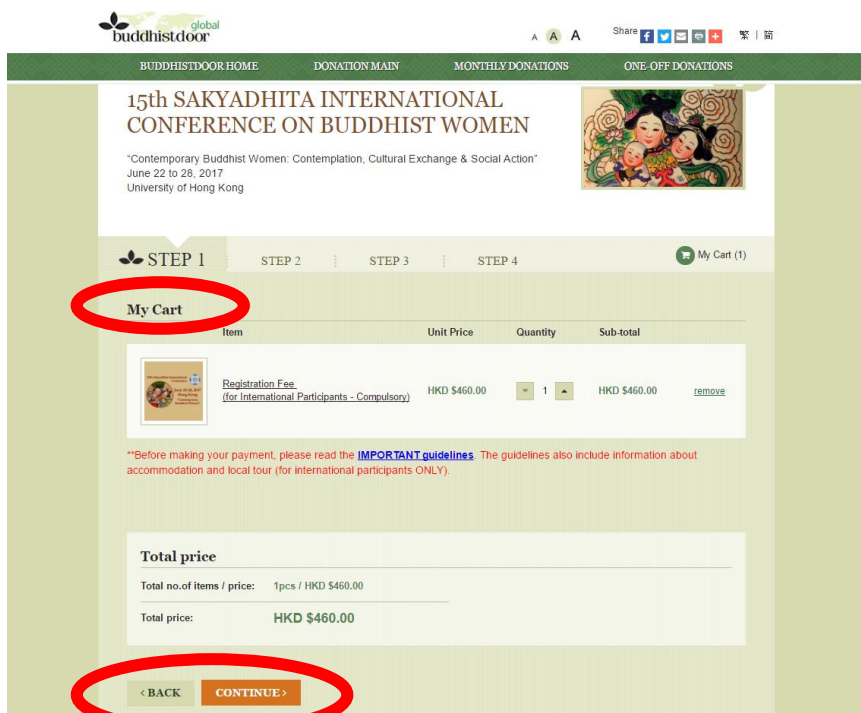 global
buddhistdoor
A A A Share 繁 | 简
BUDDHISTDOOR HOME DONATION MAIN MONTHLY DONATIONS ONE-OFF DONATIONS
15th SAKYADHITA INTERNATIONAL
CONFERENCE ON BUDDHIST WOMEN
"Contemporary Buddhist Women: Contemplation, Cultural Exchange & Social Action"
June 22 to 28, 2017
University of Hong Kong
STEP 1 STEP 2 STEP 3 STEP 4 My Cart (1)
My Cart
Item Unit Price Quantity Sub-total
Registration Fee
(for International Participants - Compulsory) HKD $460.00 1 HKD $460.00 remove
**Before making your payment, please read the IMPORTANT guidelines. The guidelines also include information about
accommodation and local tour (for international participants ONLY).
Total price
Total no.of items / price: 1pcs / HKD $460.00
Total price: HKD $460.00
‹ BACK CONTINUE ›